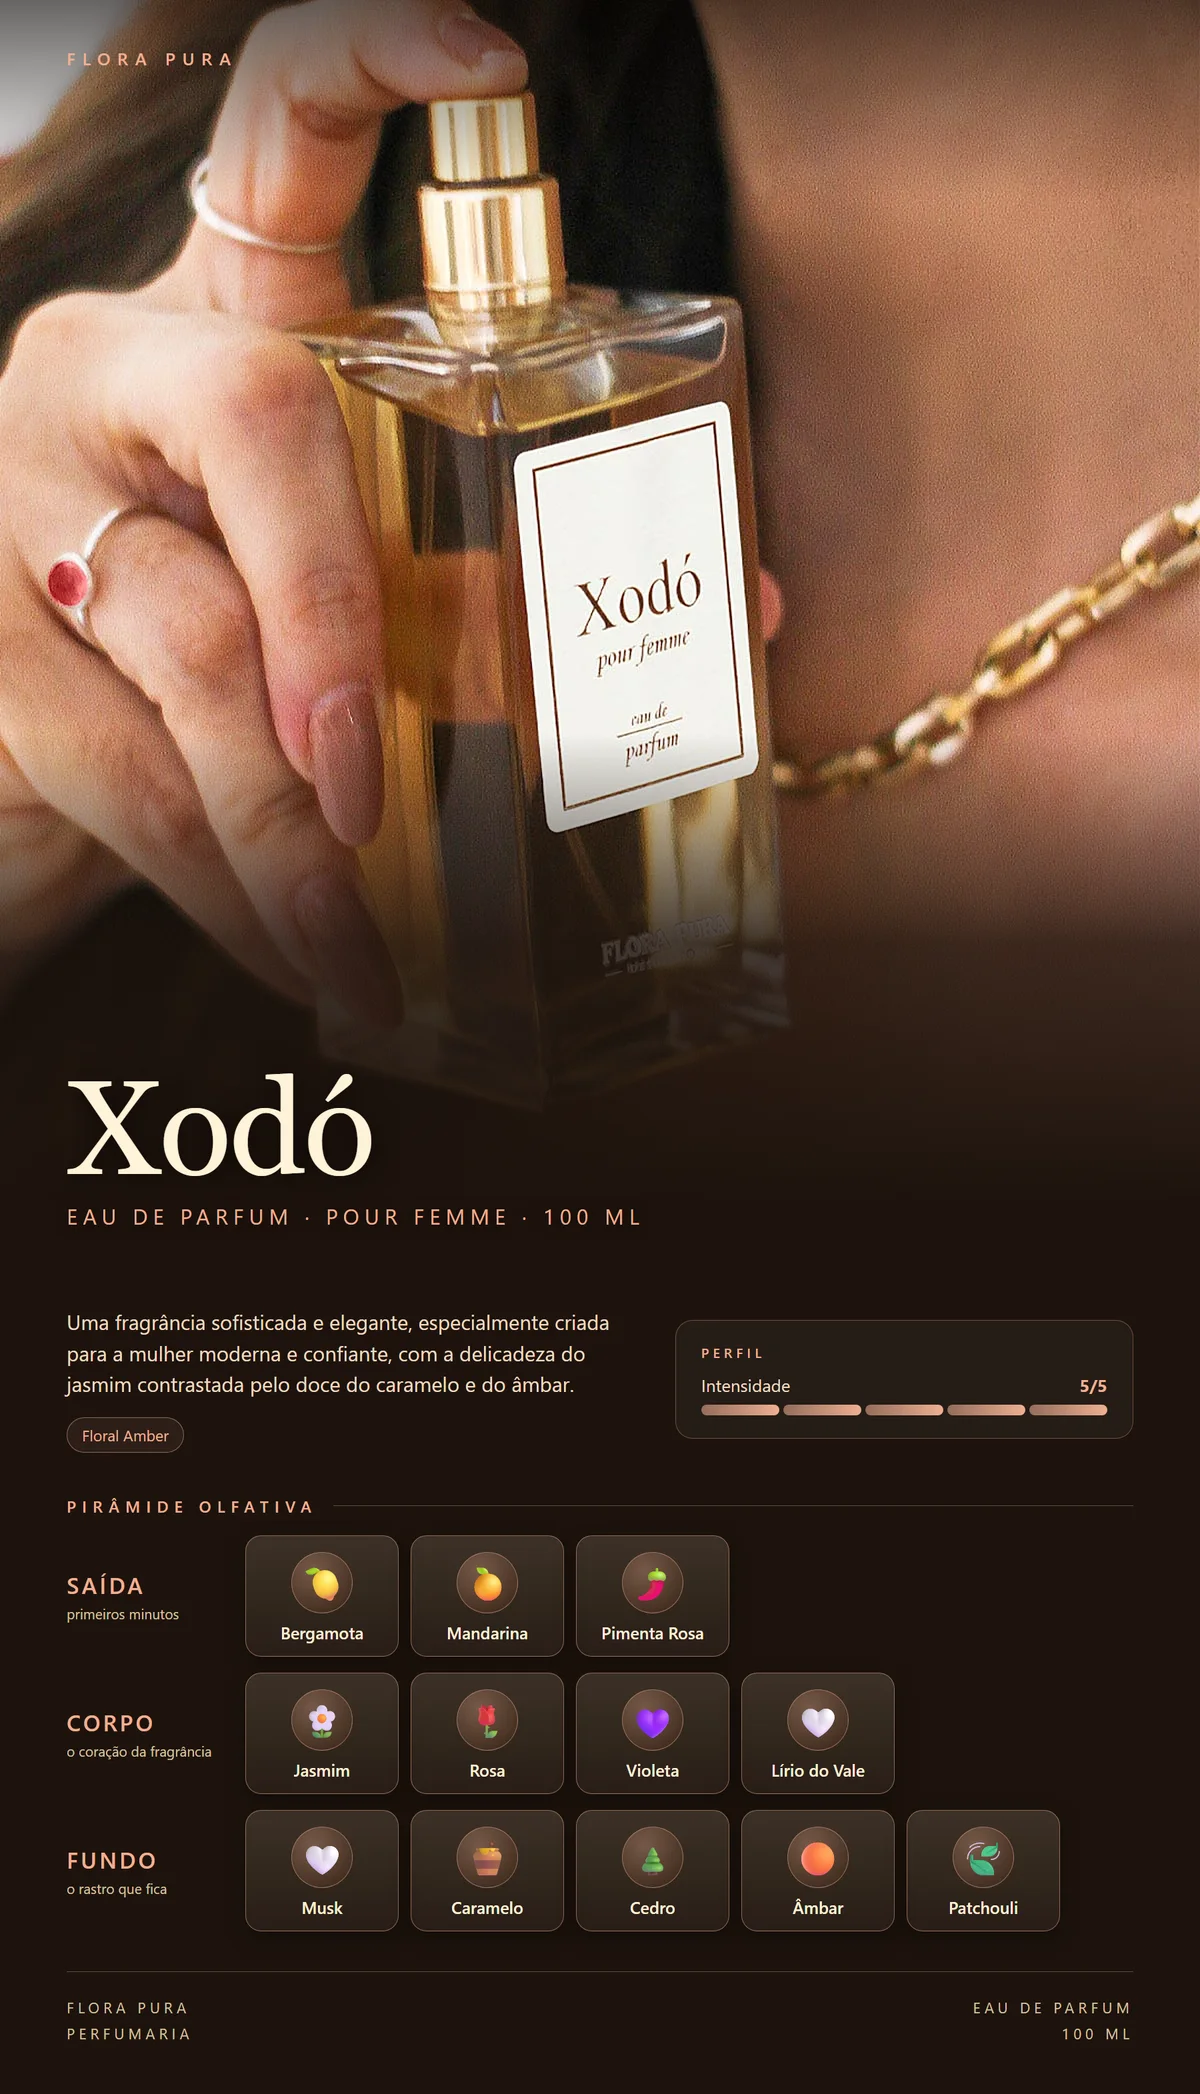 FLORA PURA
Xodó
pour femme
eau de
parfum
FLORA PURA
Xodó
EAU DE PARFUM · POUR FEMME · 100 ML
Uma fragrância sofisticada e elegante, especialmente criada
para a mulher moderna e confiante, com a delicadeza do
jasmim contrastada pelo doce do caramelo e do âmbar.
Floral Amber
PERFIL
Intensidade 5/5
PIRÂMIDE OLFATIVA
SAÍDA
primeiros minutos
Bergamota Mandarina Pimenta Rosa
CORPO
o coração da fragrância
Jasmim Rosa Violeta Lírio do Vale
FUNDO
o rastro que fica
Musk Caramelo Cedro Âmbar Patchouli
FLORA PURA
PERFUMARIA
EAU DE PARFUM
100 ML